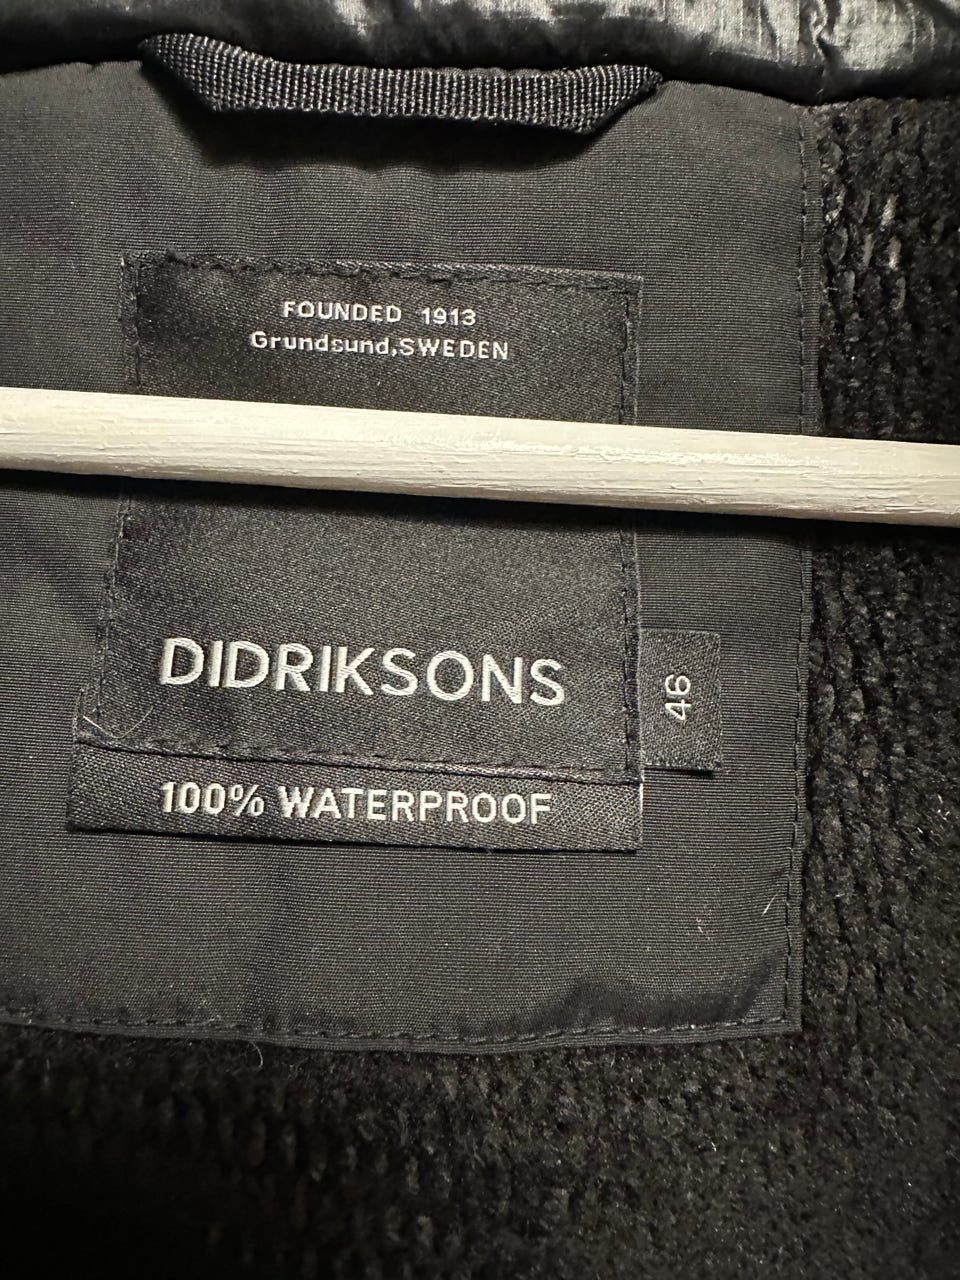 FOUNDED 1913
Grundsund,SWEDEN
DIDRIKSONS
46
100% WATERPROOF